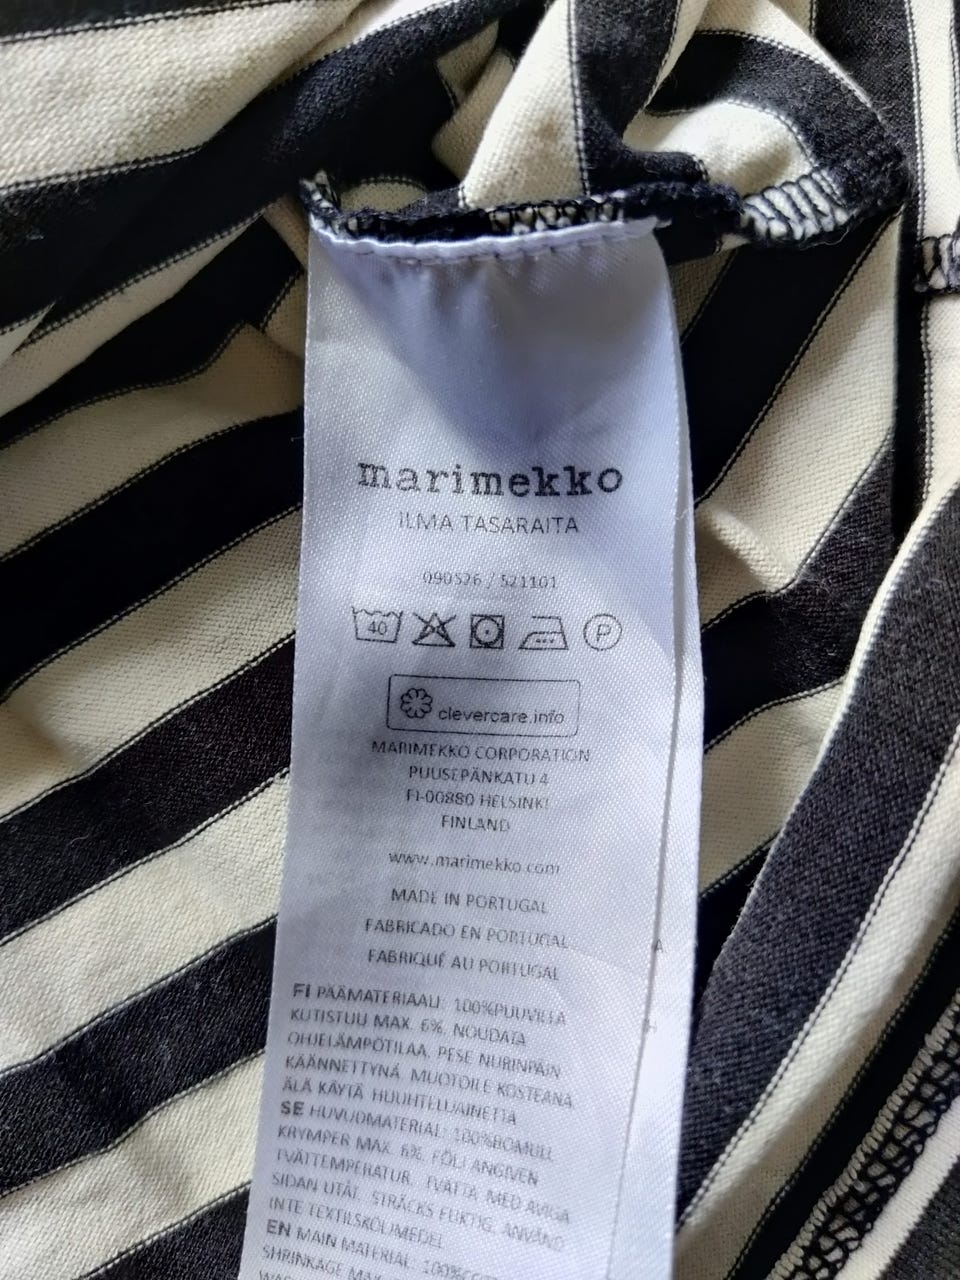 marimekko
ILMA TASARAITA
090526 / 521101
40 P
clevercare.info
MARIMEKKO CORPORATION
PUUSEPÄNKATU 4
FI-00880 HELSINKI
FINLAND
www.marimekko.com
MADE IN PORTUGAL
FABRICADO EN PORTUGAL
FABRIQUÉ AU PORTUGAL
FI PÄÄMATERIAALI: 100%PUUVILLA
KUTISTUU MAX. 6%. NOUDATA
OHJELÄMPÖTILAA. PESE NURINPÄIN
KÄÄNNETTYNÄ. MUOTOILE KOSTEANA.
ÄLÄ KÄYTÄ HUUHTELUAINETTA
SE HUVUDMATERIAL: 100%BOMULL
KRYMPER MAX. 6%. FÖLJ ANGIVEN
TVÄTTEMPERATUR. TVÄTTA MED AVIGA
SIDAN UTÅT. STRÄCKS FUKTIG. ANVÄND
INTE TEXTILSKÖLJMEDEL
EN MAIN MATERIAL: 100%
SHRINKAGE